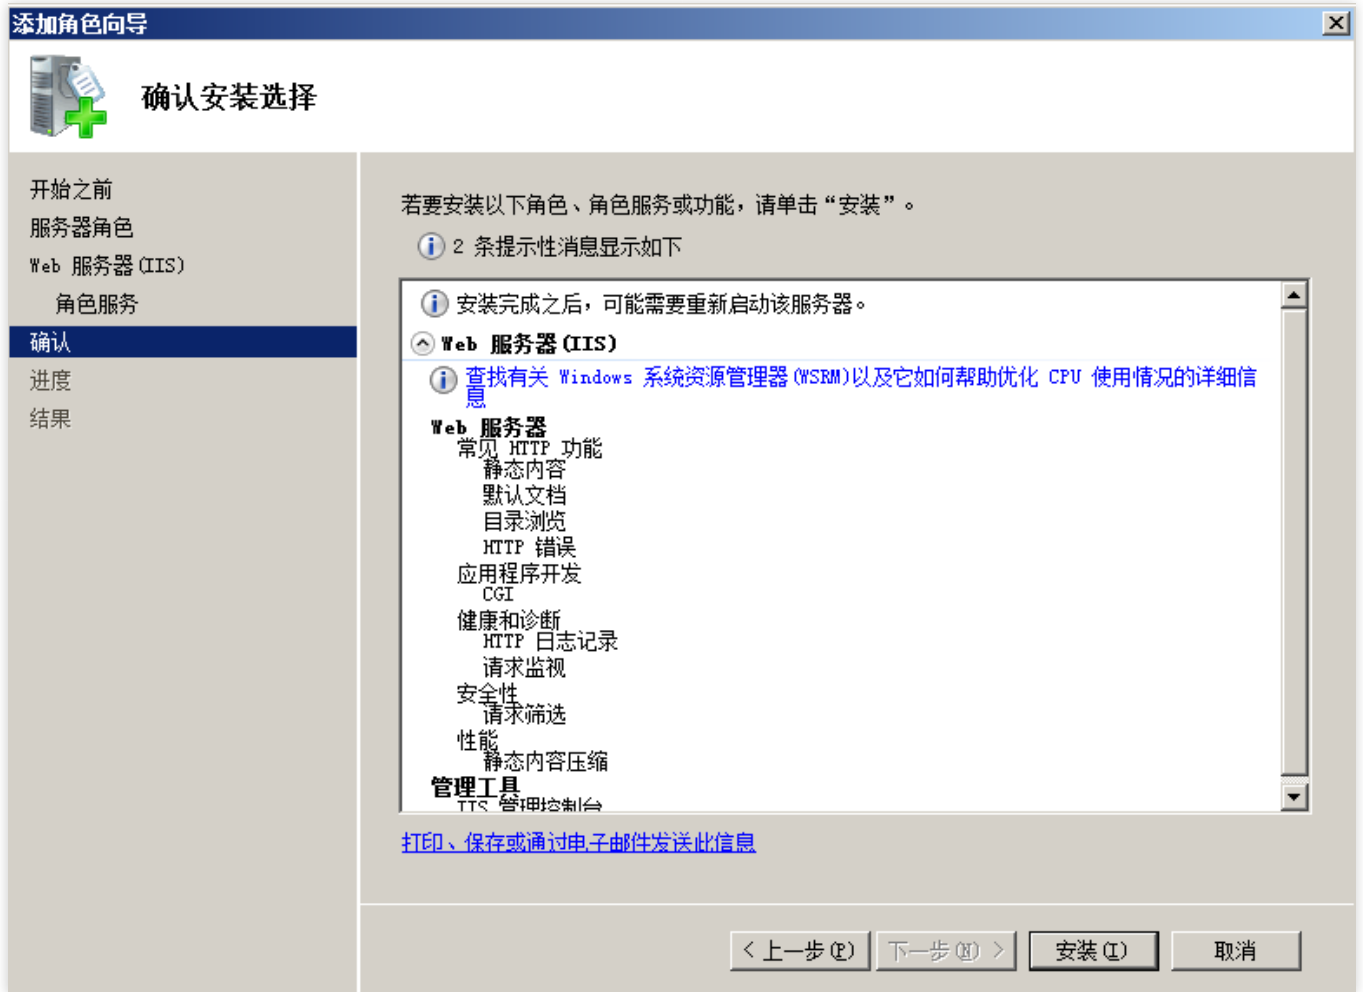 添加角色向导
确认安装选择
开始之前
服务器角色
Web 服务器(IIS)
角色服务
确认
进度
结果
若要安装以下角色、角色服务或功能，请单击“安装”。
2 条提示性消息显示如下
安装完成之后，可能需要重新启动该服务器。
Web 服务器(IIS)
查找有关 Windows 系统资源管理器(WSRM)以及它如何帮助优化 CPU 使用情况的详细信
息
Web 服务器
常见 HTTP 功能
静态内容
默认文档
目录浏览
HTTP 错误
应用程序开发
CGI
健康和诊断
HTTP 日志记录
请求监视
安全性
请求筛选
性能
静态内容压缩
管理工具
IIS 管理控制台
打印、保存或通过电子邮件发送此信息
< 上一步(P)
下一步(N) >
安装(I)
取消